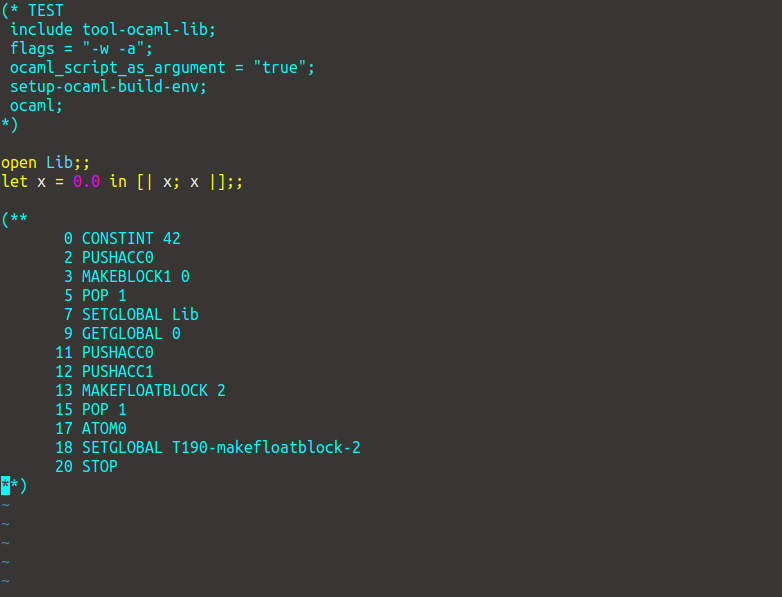 (* TEST
 include tool-ocaml-lib;
 flags = "-w -a";
 ocaml_script_as_argument = "true";
 setup-ocaml-build-env;
 ocaml;
*)

open Lib;;
let x = 0.0 in [| x; x |];;

(**
       0 CONSTINT 42
       2 PUSHACC0
       3 MAKEBLOCK1 0
       5 POP 1
       7 SETGLOBAL Lib
       9 GETGLOBAL 0
      11 PUSHACC0
      12 PUSHACC1
      13 MAKEFLOATBLOCK 2
      15 POP 1
      17 ATOM0
      18 SETGLOBAL T190-makefloatblock-2
      20 STOP
**)
~
~
~
~
~